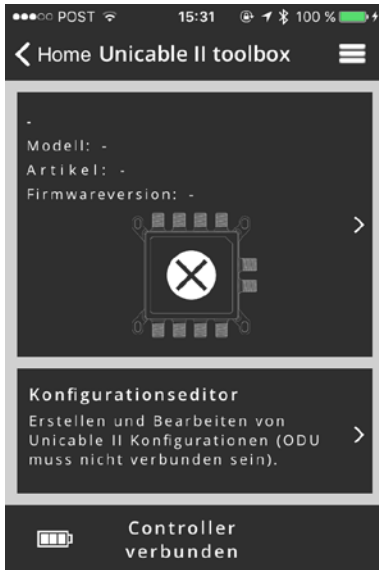 POST 15:31 100 %
Home Unicable II toolbox
-
Modell: -
Artikel: -
Firmwareversion: -
Konfigurationseditor
Erstellen und Bearbeiten von
Unicable II Konfigurationen (ODU
muss nicht verbunden sein).
Controller
verbunden